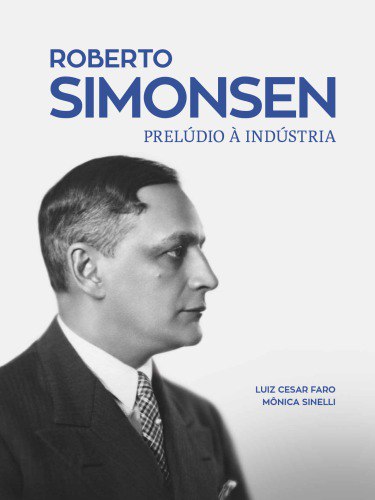 ROBERTO
SIMONSEN
PRELÚDIO À INDÚSTRIA
LUIZ CESAR FARO
MÔNICA SINELLI